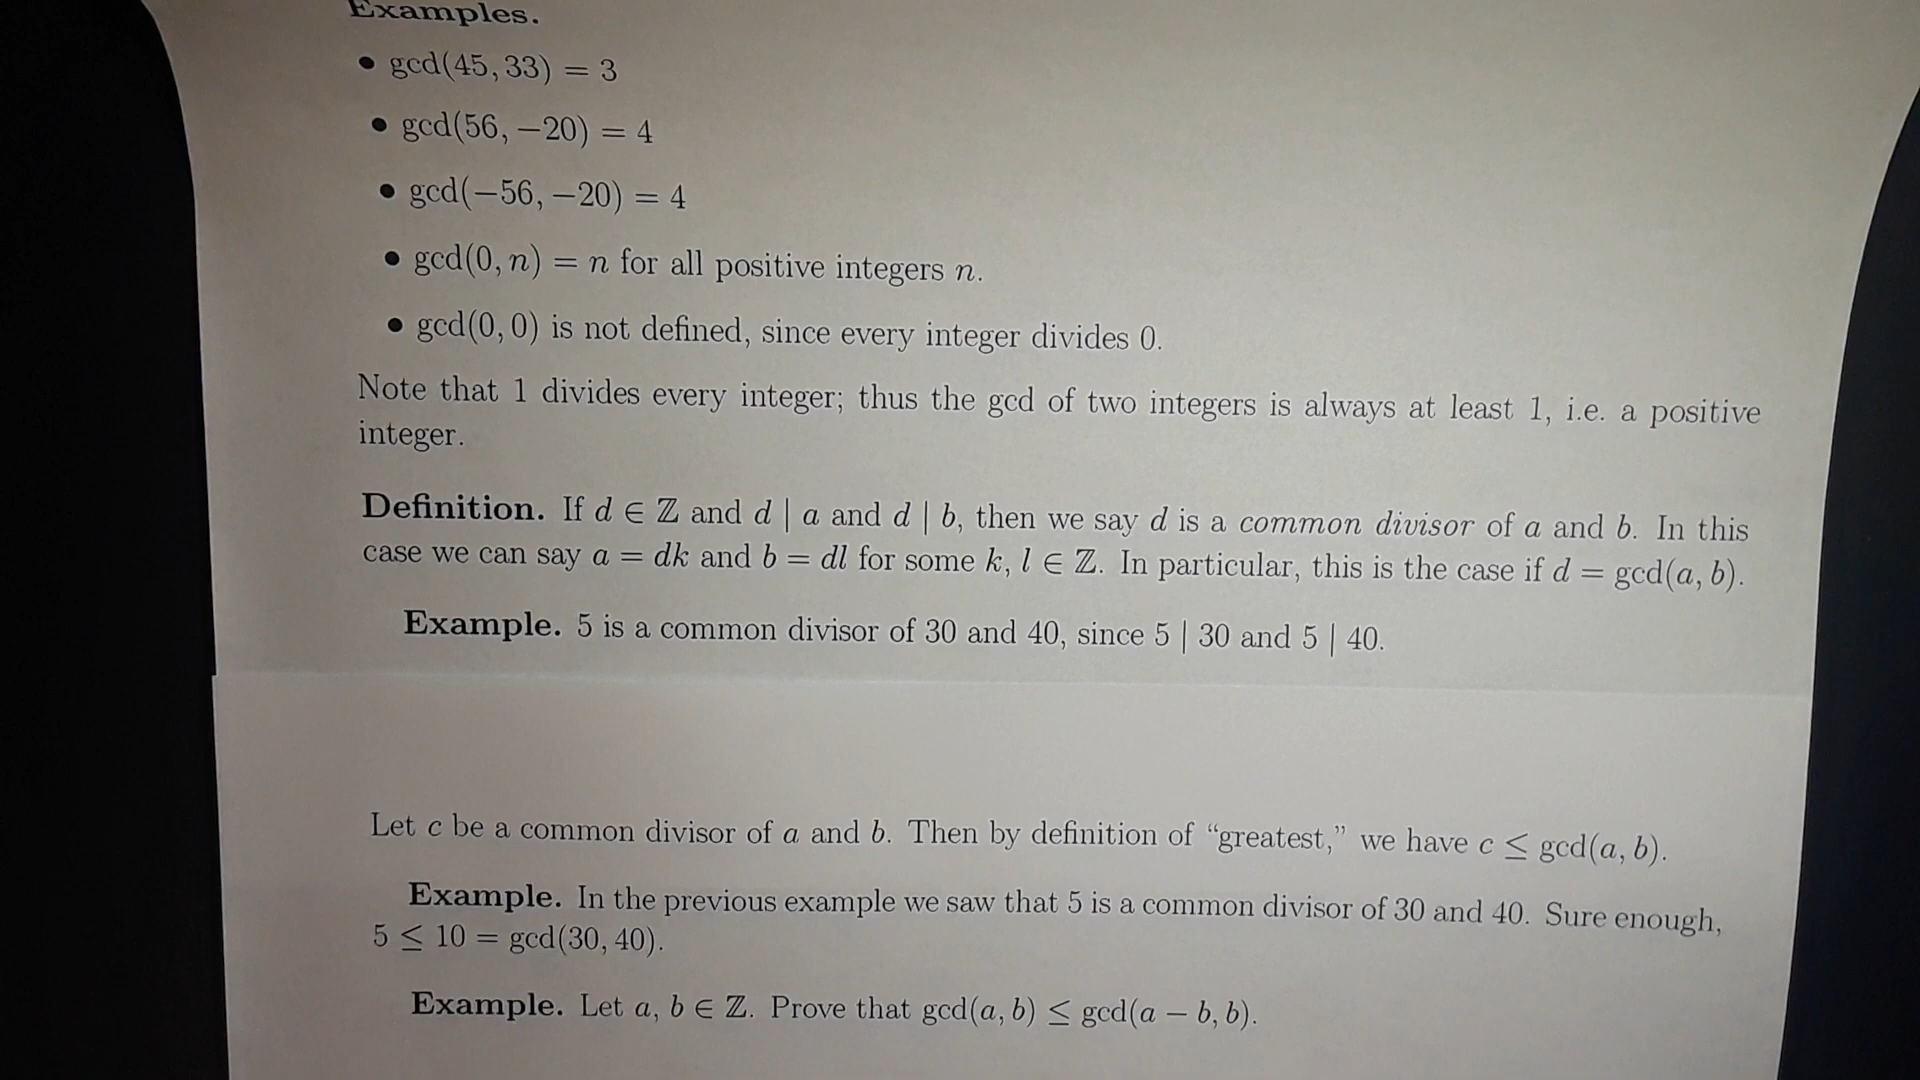 Examples.
• gcd(45, 33) = 3
• gcd(56, −20) = 4
• gcd(−56, −20) = 4
• gcd(0, n) = n for all positive integers n.
• gcd(0, 0) is not defined, since every integer divides 0.
Note that 1 divides every integer; thus the gcd of two integers is always at least 1, i.e. a positive
integer.
Definition. If d ∈ ℤ and d | a and d | b, then we say d is a common divisor of a and b. In this
case we can say a = dk and b = dl for some k, l ∈ ℤ. In particular, this is the case if d = gcd(a, b).
Example. 5 is a common divisor of 30 and 40, since 5 | 30 and 5 | 40.
Let c be a common divisor of a and b. Then by definition of “greatest,” we have c ≤ gcd(a, b).
Example. In the previous example we saw that 5 is a common divisor of 30 and 40. Sure enough,
5 ≤ 10 = gcd(30, 40).
Example. Let a, b ∈ ℤ. Prove that gcd(a, b) ≤ gcd(a − b, b).